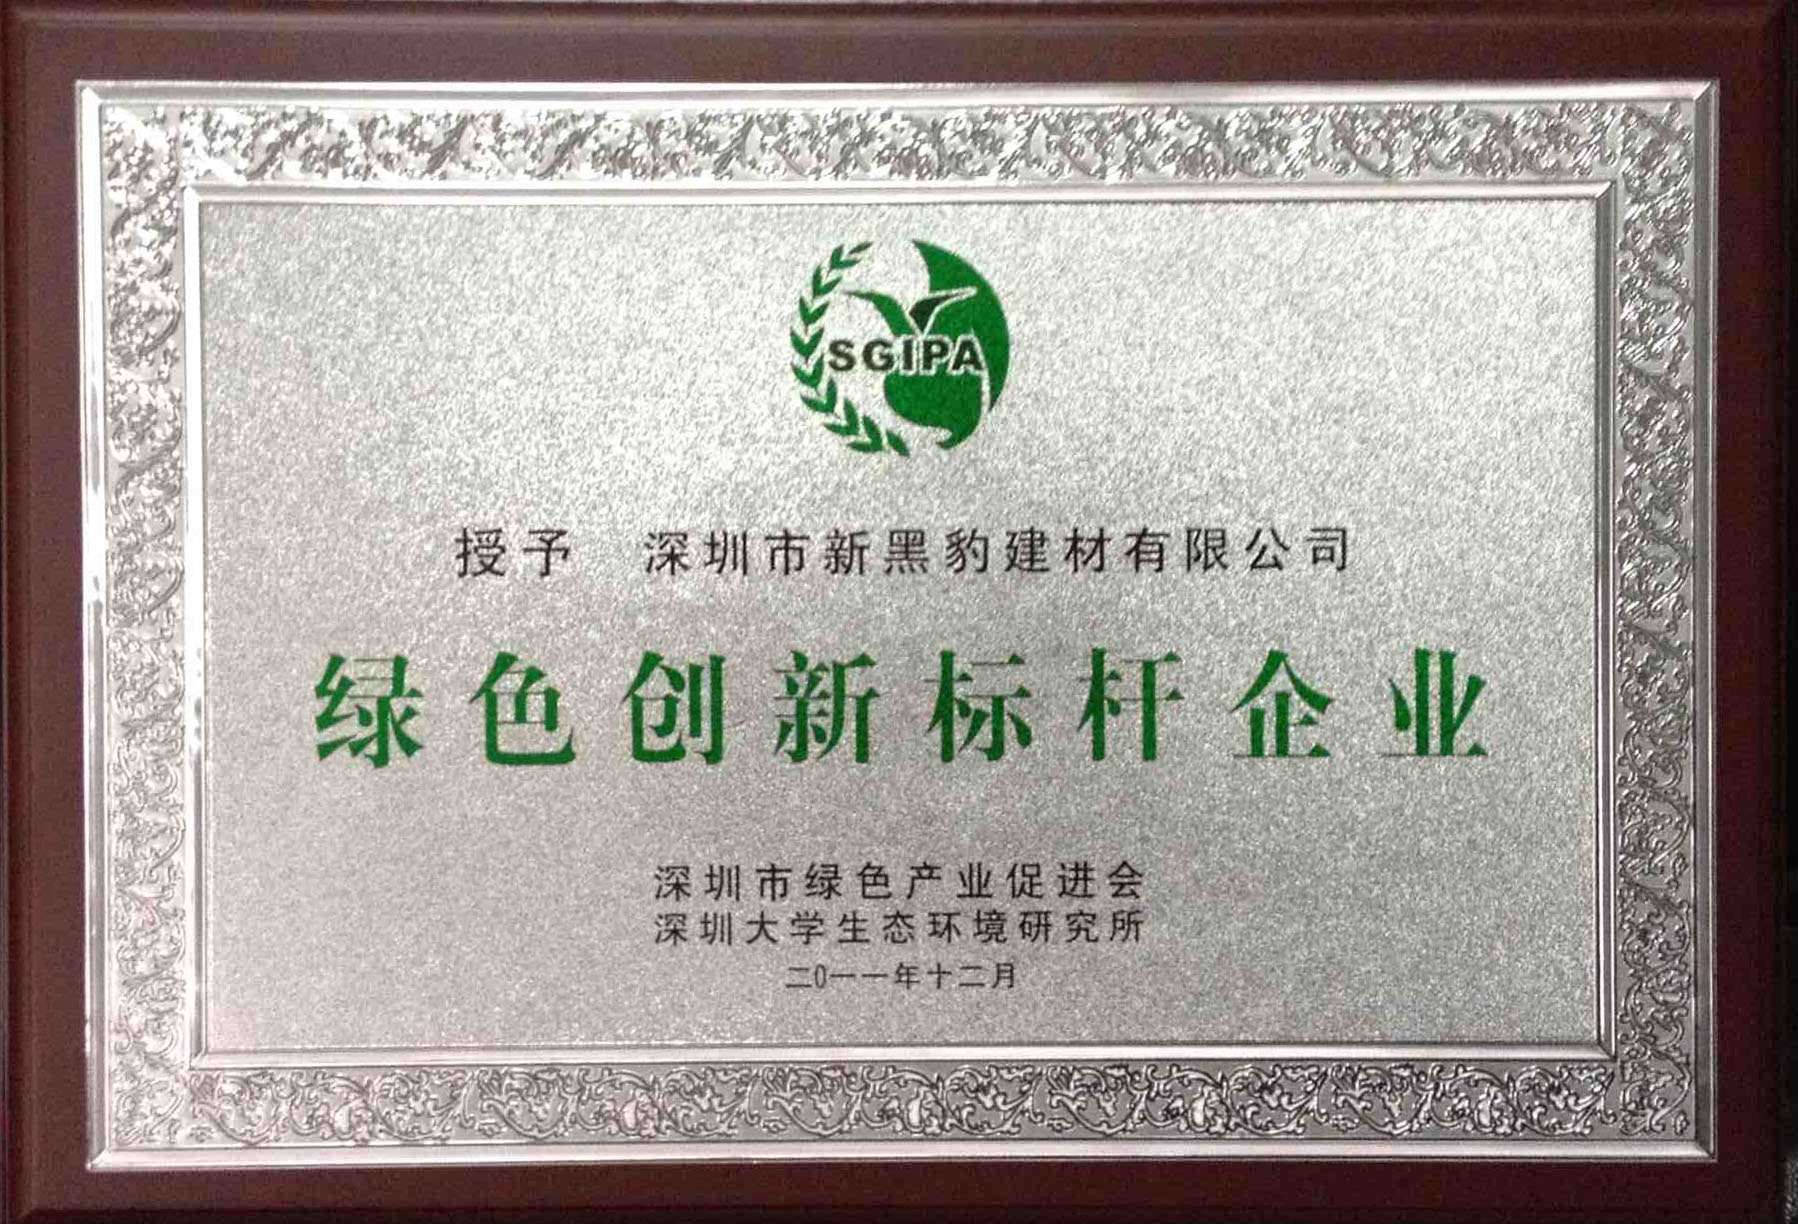 SGIPA
授予 深圳市新黑豹建材有限公司
绿色创新标杆企业
深圳市绿色产业促进会
深圳大学生态环境研究所
二0一一年十二月